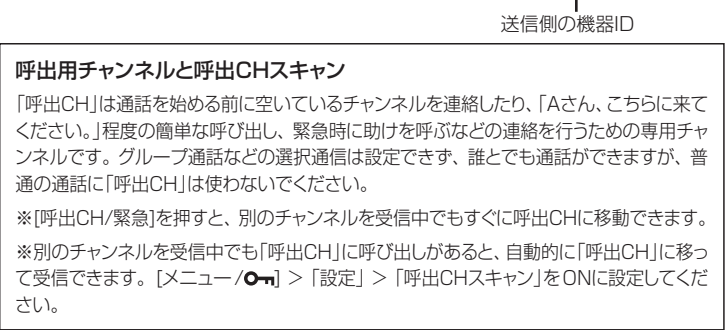 送信側の機器ID
呼出用チャンネルと呼出CHスキャン
「呼出CH」は通話を始める前に空いているチャンネルを連絡したり、「Aさん、こちらに来て
ください。」程度の簡単な呼び出し、緊急時に助けを呼ぶなどの連絡を行うための専用チャ
ンネルです。グループ通話などの選択通信は設定できず、誰とでも通話ができますが、普
通の通話に「呼出CH」は使わないでください。
※[呼出CH/緊急]を押すと、別のチャンネルを受信中でもすぐに呼出CHに移動できます。
※別のチャンネルを受信中でも「呼出CH」に呼び出しがあると、自動的に「呼出CH」に移っ
て受信できます。[メニュー/]＞「設定」＞「呼出CHスキャン」をONに設定してくだ
さい。